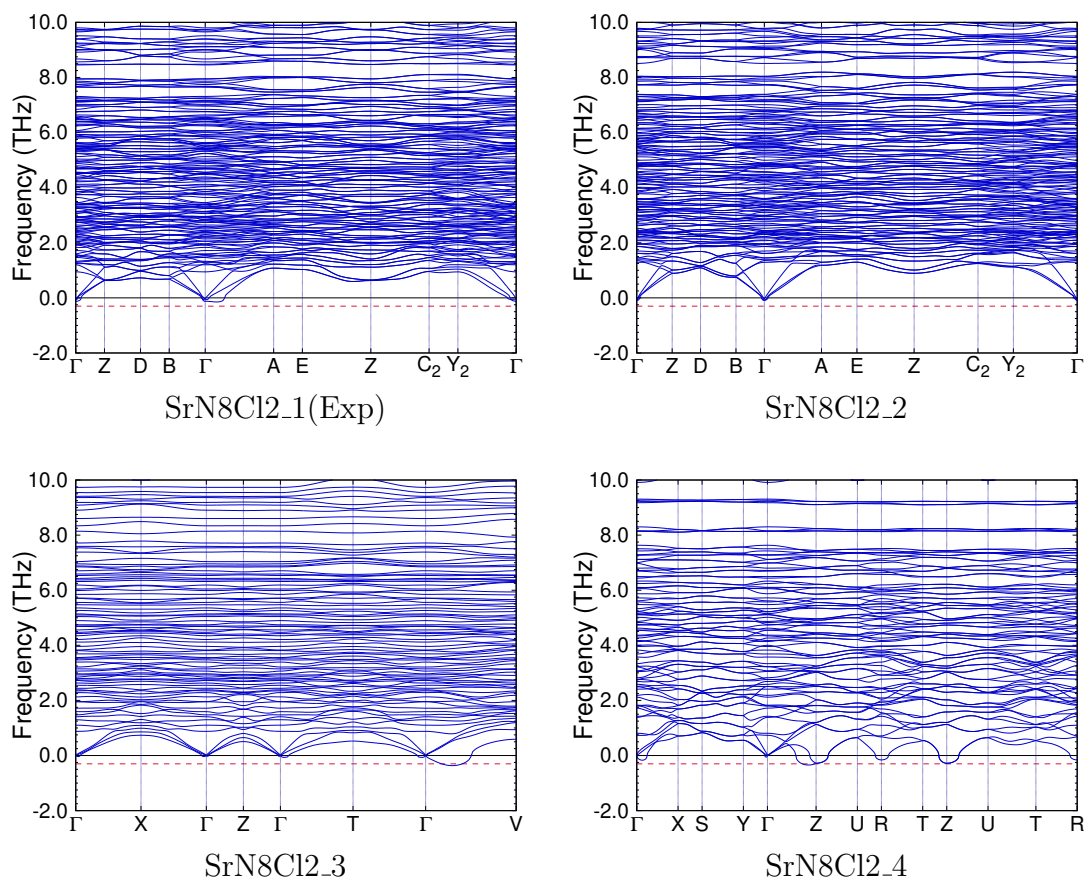 10.0
8.0
6.0
4.0
2.0
0.0
-2.0
Frequency (THz)
Γ Z D B Γ A E Z C₂ Y₂ Γ
SrN8Cl2_1(Exp)
10.0
8.0
6.0
4.0
2.0
0.0
-2.0
Frequency (THz)
Γ Z D B Γ A E Z C₂ Y₂ Γ
SrN8Cl2_2
10.0
8.0
6.0
4.0
2.0
0.0
-2.0
Frequency (THz)
Γ X Γ Z Γ T Γ V
SrN8Cl2_3
10.0
8.0
6.0
4.0
2.0
0.0
-2.0
Frequency (THz)
Γ X S Y Γ Z U R T Z U T R
SrN8Cl2_4